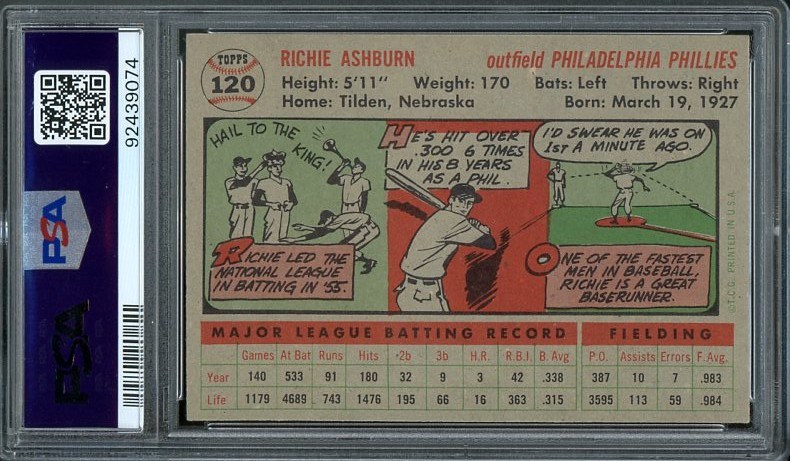 92439074
PSA
PSA
TOPPS
120
RICHIE ASHBURN outfield PHILADELPHIA PHILLIES
Height: 5'11" Weight: 170 Bats: Left Throws: Right
Home: Tilden, Nebraska Born: March 19, 1927
HAIL TO THE
KING!
RICHIE LED THE
NATIONAL LEAGUE
IN BATTING IN '55.
HE'S HIT OVER
.300 6 TIMES
IN HIS 8 YEARS
AS A PHIL.
I'D SWEAR HE WAS ON
1ST A MINUTE AGO.
ONE OF THE FASTEST
MEN IN BASEBALL,
RICHIE IS A GREAT
BASERUNNER.
©T.C.G. PRINTED IN U.S.A.
MAJOR LEAGUE BATTING RECORD FIELDING
Games At Bat Runs Hits 2b 3b H.R. R.B.I. B. Avg P.O. Assists Errors F. Avg.
Year 140 533 91 180 32 9 3 42 .338 387 10 7 .983
Life 1179 4689 743 1476 195 66 16 363 .315 3595 113 59 .984